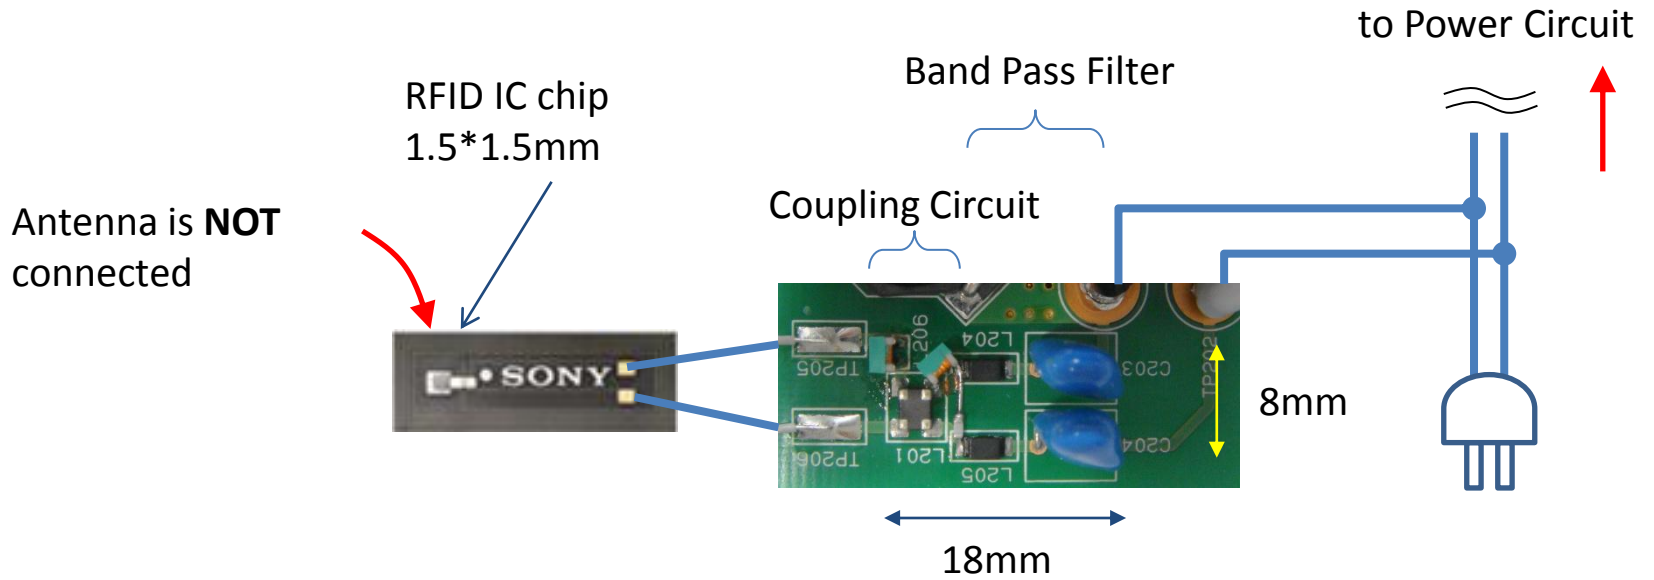 to Power Circuit
Band Pass Filter
RFID IC chip
1.5*1.5mm
Coupling Circuit
Antenna is NOT
connected
SONY
L204
TP205
C203
TP202
8mm
TP206
L201
L205
C204
18mm